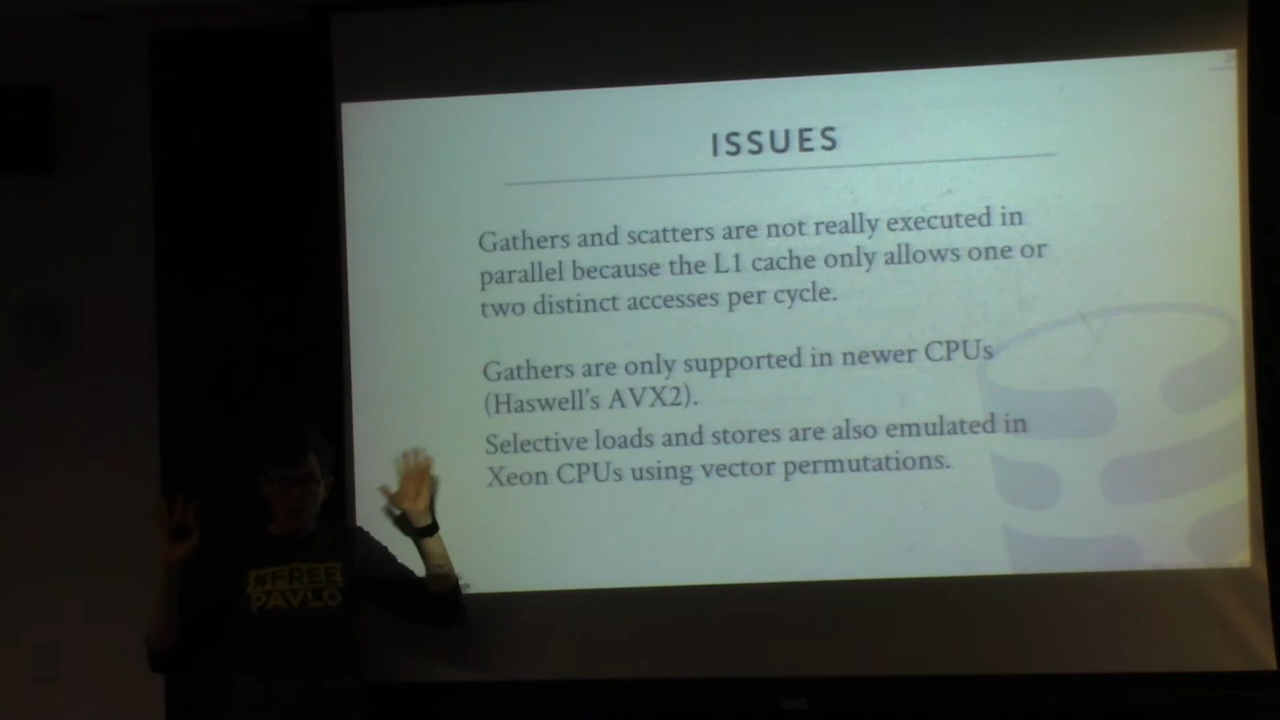 ISSUES
Gathers and scatters are not really executed in
parallel because the L1 cache only allows one or
two distinct accesses per cycle.
Gathers are only supported in newer CPUs
(Haswell's AVX2).
Selective loads and stores are also emulated in
Xeon CPUs using vector permutations.
#FREE
PAVLO